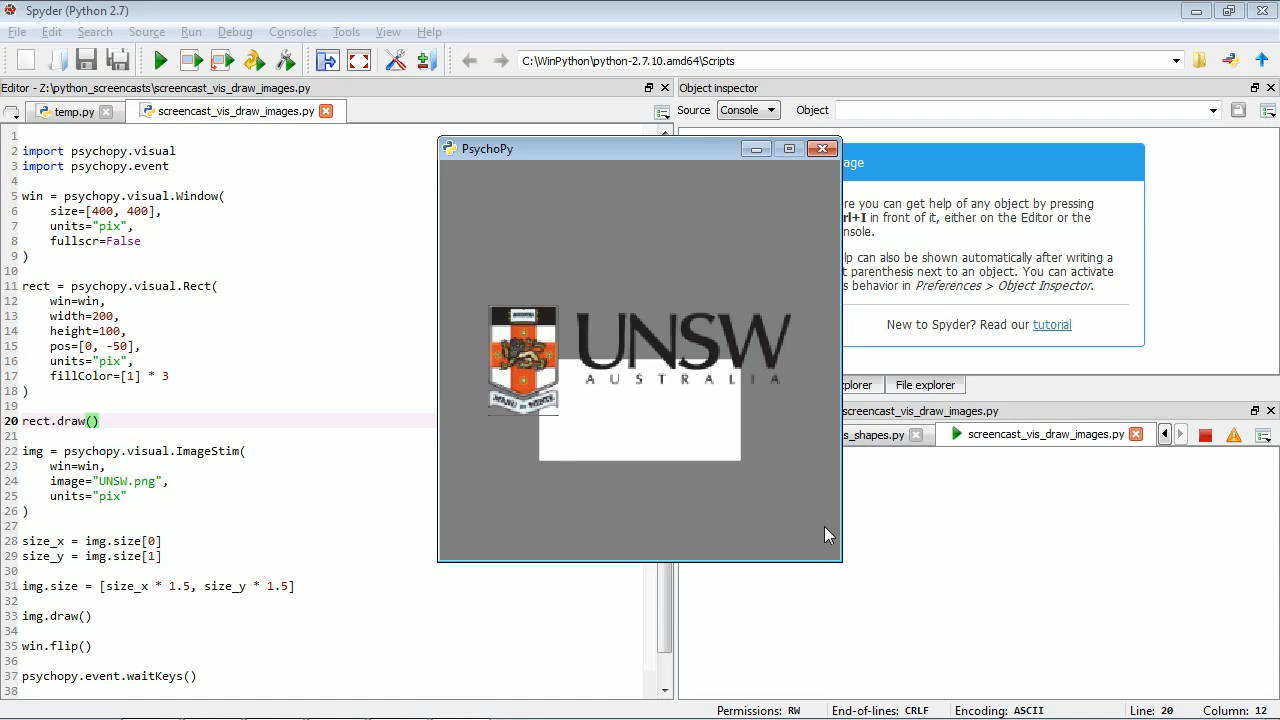 Spyder (Python 2.7)
File Edit Search Source Run Debug Consoles Tools View Help
C:\WinPython\python-2.7.10.amd64\Scripts
Editor - Z:\python_screencasts\screencast_vis_draw_images.py
temp.py screencast_vis_draw_images.py
1
2 import psychopy.visual
3 import psychopy.event
4
5 win = psychopy.visual.Window(
6 size=[400, 400],
7 units="pix",
8 fullscr=False
9 )
10
11 rect = psychopy.visual.Rect(
12 win=win,
13 width=200,
14 height=100,
15 pos=[0, -50],
16 units="pix",
17 fillColor=[1] * 3
18 )
19
20 rect.draw()
21
22 img = psychopy.visual.ImageStim(
23 win=win,
24 image="UNSW.png",
25 units="pix"
26 )
27
28 size_x = img.size[0]
29 size_y = img.size[1]
30
31 img.size = [size_x * 1.5, size_y * 1.5]
32
33 img.draw()
34
35 win.flip()
36
37 psychopy.event.waitKeys()
38
PsychoPy
UNSW
AUSTRALIA
Object inspector
Source Console Object
age
re you can get help of any object by pressing
rl+I in front of it, either on the Editor or the
nsole.
lp can also be shown automatically after writing a
t parenthesis next to an object. You can activate
s behavior in Preferences > Object Inspector.
New to Spyder? Read our tutorial
xplorer File explorer
screencast_vis_draw_images.py
s_shapes.py screencast_vis_draw_images.py
Permissions: RW End-of-lines: CRLF Encoding: ASCII Line: 20 Column: 12